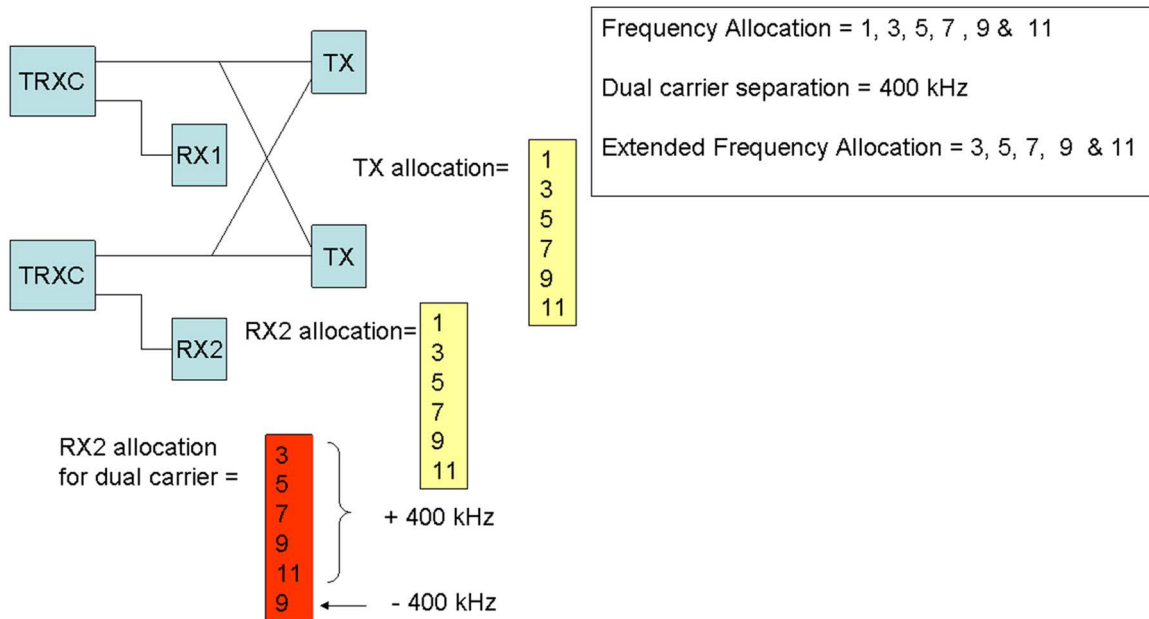 Frequency Allocation = 1, 3, 5, 7 , 9 & 11
Dual carrier separation = 400 kHz
Extended Frequency Allocation = 3, 5, 7, 9 & 11
TRXC
TX
RX1
TX allocation=
1
3
5
7
9
11
TRXC
TX
RX2
RX2 allocation=
1
3
5
7
9
11
RX2 allocation
for dual carrier =
3
5
7
9
11
9
+ 400 kHz
- 400 kHz